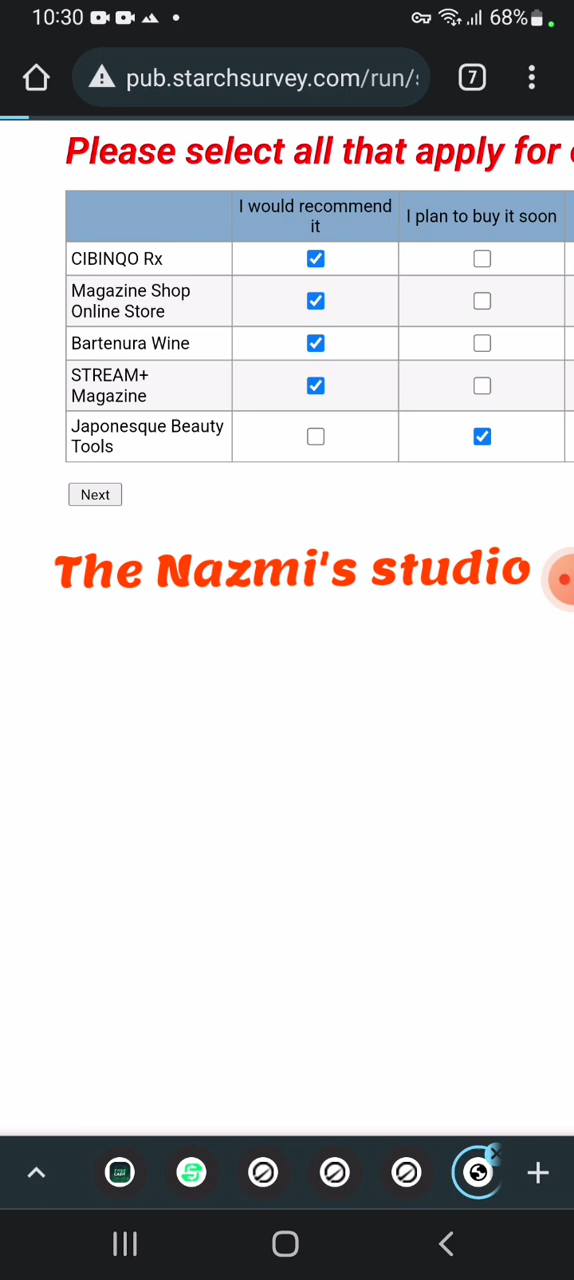 10:30
68%
pub.starchsurvey.com/run/
7
Please select all that apply for
I would recommend
it
I plan to buy it soon
CIBINQO Rx
Magazine Shop
Online Store
Bartenura Wine
STREAM+
Magazine
Japonesque Beauty
Tools
Next
The Nazmi's studio